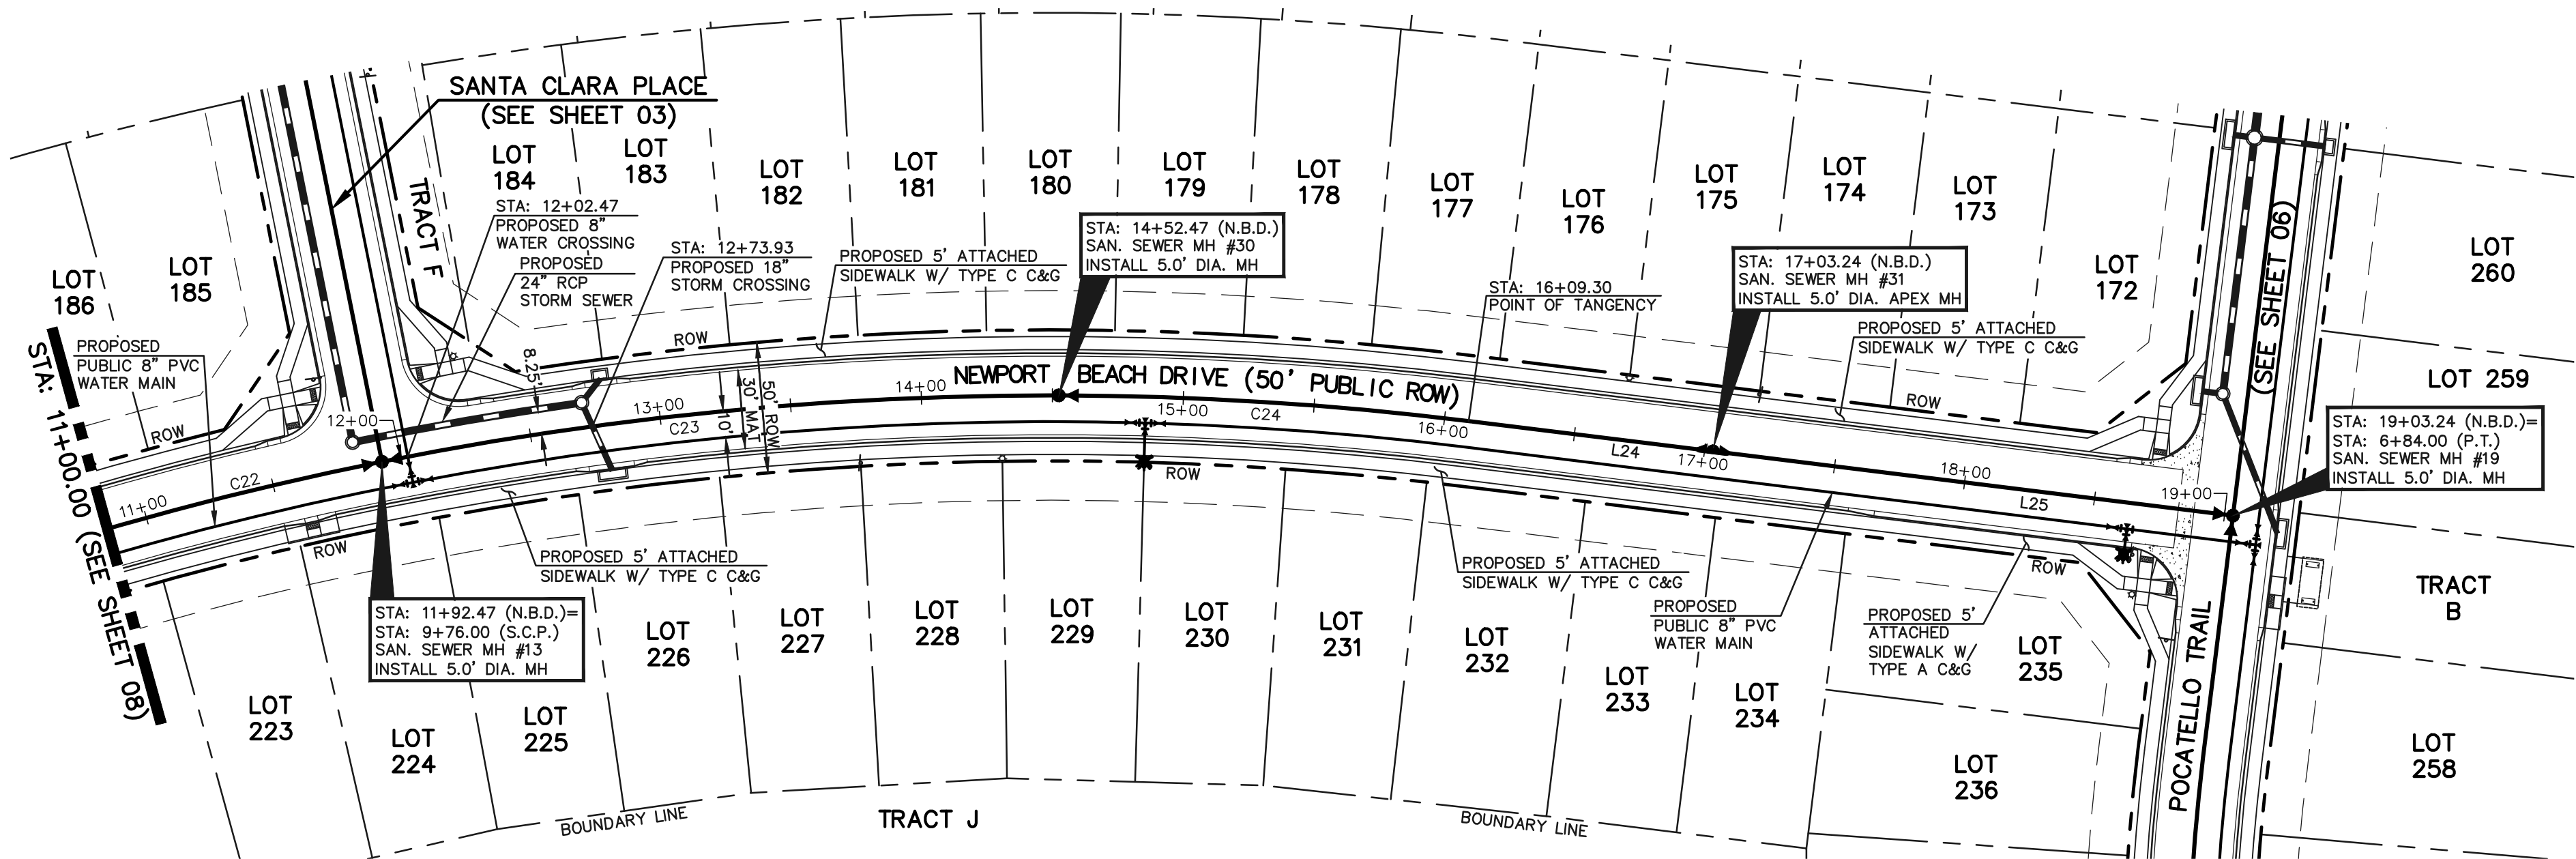 SANTA CLARA PLACE
(SEE SHEET 03)
TRACT F
LOT
186
LOT
185
LOT
184
LOT
183
LOT
182
LOT
181
LOT
180
LOT
179
LOT
178
LOT
177
LOT
176
LOT
175
LOT
174
LOT
173
LOT
172
LOT
260
LOT 259
STA: 12+02.47
PROPOSED 8"
WATER CROSSING
PROPOSED
24" RCP
STORM SEWER
STA: 12+73.93
PROPOSED 18"
STORM CROSSING
PROPOSED 5' ATTACHED
SIDEWALK W/ TYPE C C&G
STA: 14+52.47 (N.B.D.)
SAN. SEWER MH #30
INSTALL 5.0' DIA. MH
STA: 16+09.30
POINT OF TANGENCY
STA: 17+03.24 (N.B.D.)
SAN. SEWER MH #31
INSTALL 5.0' DIA. APEX MH
PROPOSED 5' ATTACHED
SIDEWALK W/ TYPE C C&G
(SEE SHEET 06)
STA: 19+03.24 (N.B.D.)=
STA: 6+84.00 (P.T.)
SAN. SEWER MH #19
INSTALL 5.0' DIA. MH
PROPOSED
PUBLIC 8" PVC
WATER MAIN
STA: 11+00.00 (SEE SHEET 08)
ROW
ROW
ROW
8.25'
10'
30' MAT
50' ROW
NEWPORT BEACH DRIVE (50' PUBLIC ROW)
11+00
C22
12+00
13+00
C23
14+00
15+00
C24
16+00
L24
17+00
18+00
L25
19+00
ROW
ROW
ROW
STA: 11+92.47 (N.B.D.)=
STA: 9+76.00 (S.C.P.)
SAN. SEWER MH #13
INSTALL 5.0' DIA. MH
PROPOSED 5' ATTACHED
SIDEWALK W/ TYPE C C&G
PROPOSED 5' ATTACHED
SIDEWALK W/ TYPE C C&G
PROPOSED
PUBLIC 8" PVC
WATER MAIN
PROPOSED 5'
ATTACHED
SIDEWALK W/
TYPE A C&G
POCATELLO TRAIL
LOT
223
LOT
224
LOT
225
LOT
226
LOT
227
LOT
228
LOT
229
LOT
230
LOT
231
LOT
232
LOT
233
LOT
234
LOT
235
LOT
236
TRACT
B
LOT
258
BOUNDARY LINE
TRACT J
BOUNDARY LINE